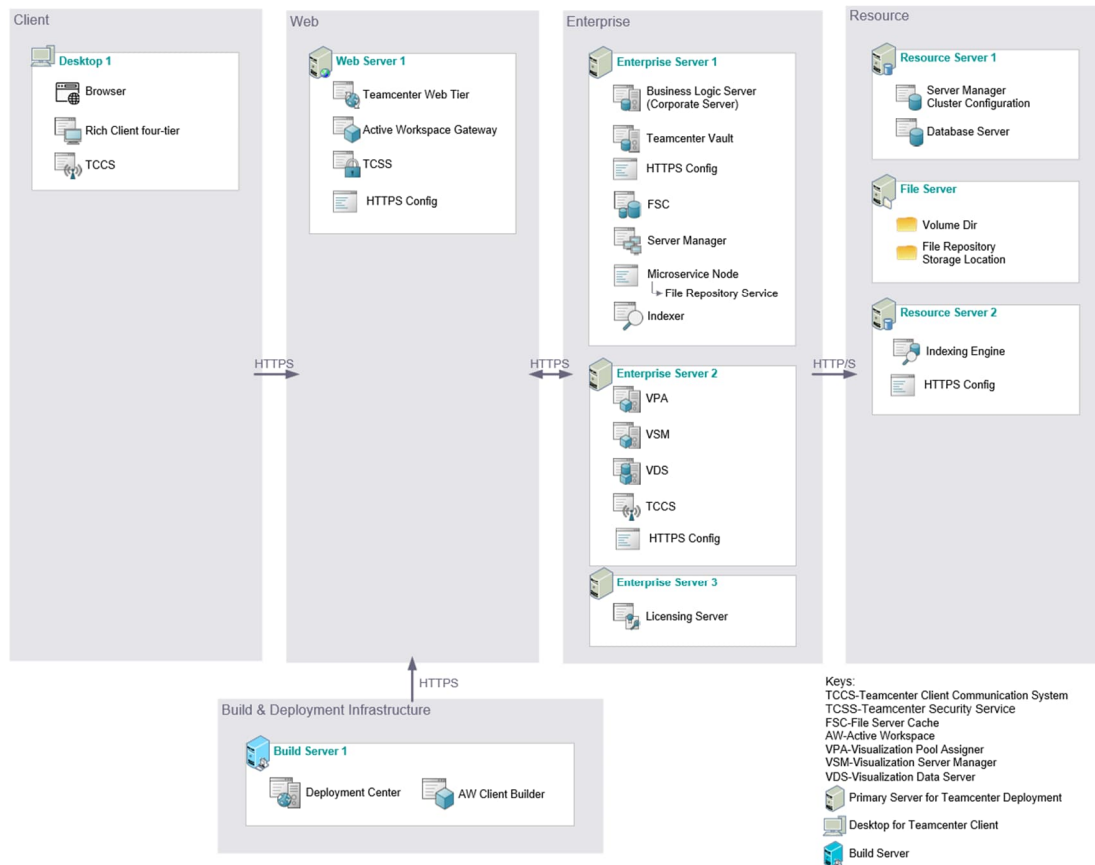 Client
Desktop 1
Browser
Rich Client four-tier
TCCS
HTTPS
Web
Web Server 1
Teamcenter Web Tier
Active Workspace Gateway
TCSS
HTTPS Config
HTTPS
Enterprise
Enterprise Server 1
Business Logic Server
(Corporate Server)
Teamcenter Vault
HTTPS Config
FSC
Server Manager
Microservice Node
File Repository Service
Indexer
Enterprise Server 2
VPA
VSM
VDS
TCCS
HTTPS Config
Enterprise Server 3
Licensing Server
HTTP/S
Resource
Resource Server 1
Server Manager
Cluster Configuration
Database Server
File Server
Volume Dir
File Repository
Storage Location
Resource Server 2
Indexing Engine
HTTPS Config
HTTPS
Build & Deployment Infrastructure
Build Server 1
Deployment Center
AW Client Builder
Keys:
TCCS-Teamcenter Client Communication System
TCSS-Teamcenter Security Service
FSC-File Server Cache
AW-Active Workspace
VPA-Visualization Pool Assigner
VSM-Visualization Server Manager
VDS-Visualization Data Server
Primary Server for Teamcenter Deployment
Desktop for Teamcenter Client
Build Server